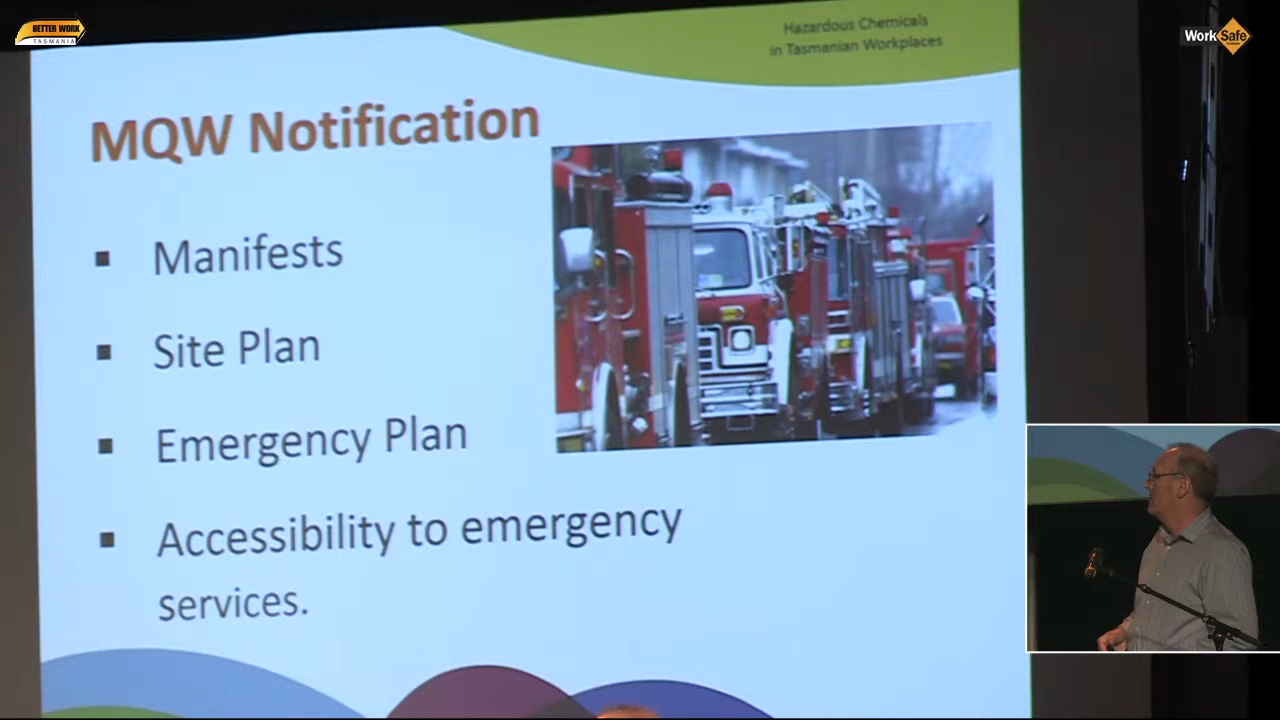 BETTER WORK
TASMANIA
Hazardous Chemicals
in Tasmanian Workplaces
WorkSafe
MQW Notification
Manifests
Site Plan
Emergency Plan
Accessibility to emergency
services.